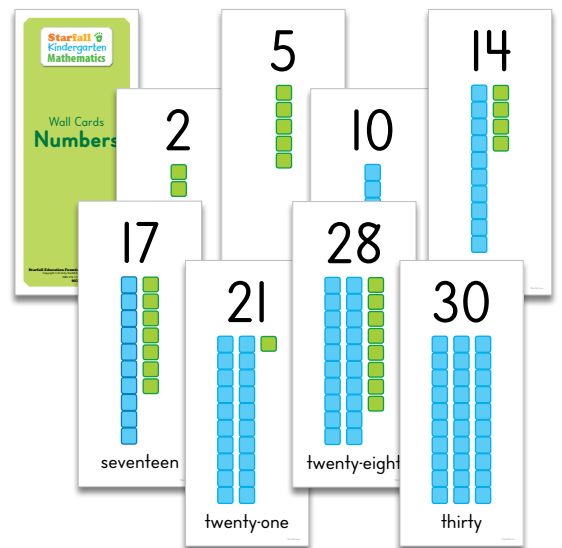 Starfall
Kindergarten
Mathematics
Wall Cards
Numbers
2
5
10
14
17
seventeen
21
twenty-one
28
twenty-eight
30
thirty